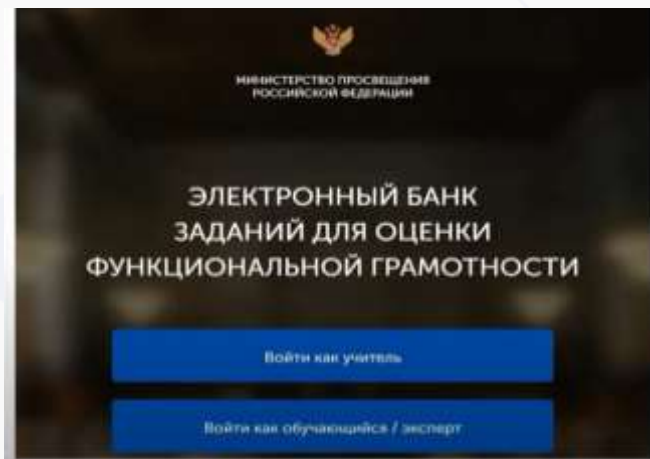 МИНИСТЕРСТВО ПРОСВЕЩЕНИЯ
РОССИЙСКОЙ ФЕДЕРАЦИИ
ЭЛЕКТРОННЫЙ БАНК
ЗАДАНИЙ ДЛЯ ОЦЕНКИ
ФУНКЦИОНАЛЬНОЙ ГРАМОТНОСТИ
Войти как учитель
Войти как обучающийся / эксперт